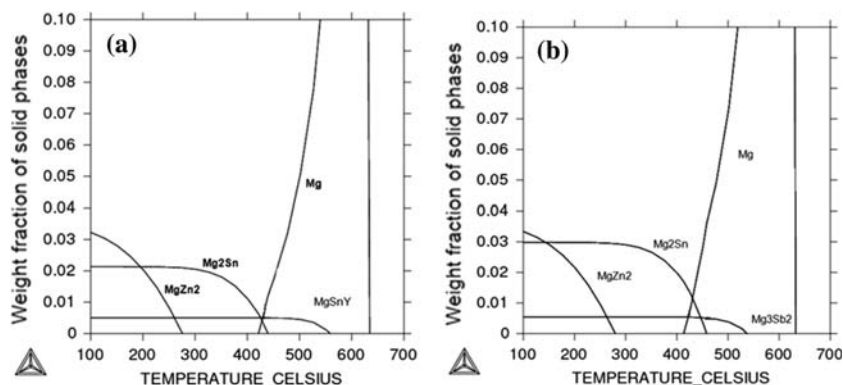 (a)
Weight fraction of solid phases
0.10
0.09
0.08
0.07
0.06
0.05
0.04
0.03
0.02
0.01
0
Mg
Mg2Sn
MgZn2
MgSnY
100 200 300 400 500 600 700
TEMPERATURE_CELSIUS
(b)
Weight fraction of solid phases
0.10
0.09
0.08
0.07
0.06
0.05
0.04
0.03
0.02
0.01
0
Mg
Mg2Sn
MgZn2
Mg3Sb2
100 200 300 400 500 600 700
TEMPERATURE_CELSIUS